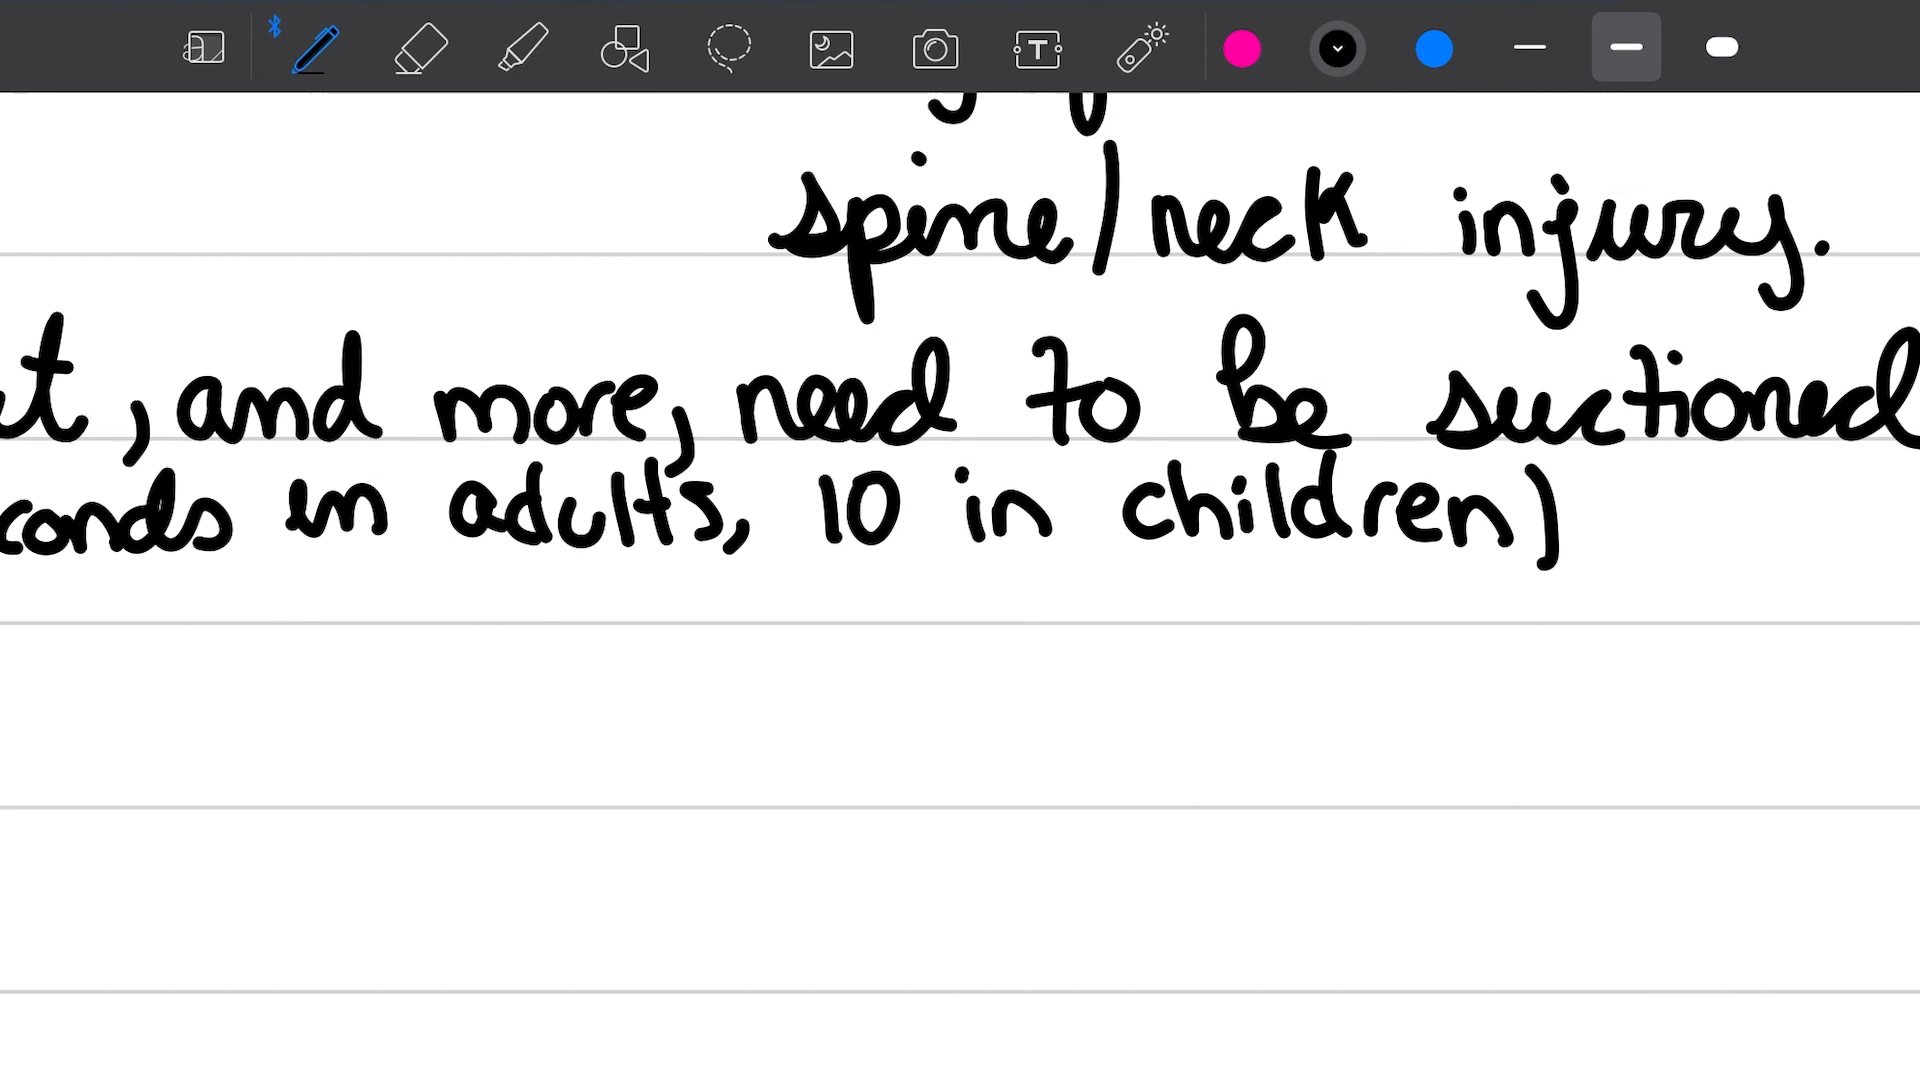 spine/neck injury.
t, and more, need to be suctioned
conds in adults, 10 in children)